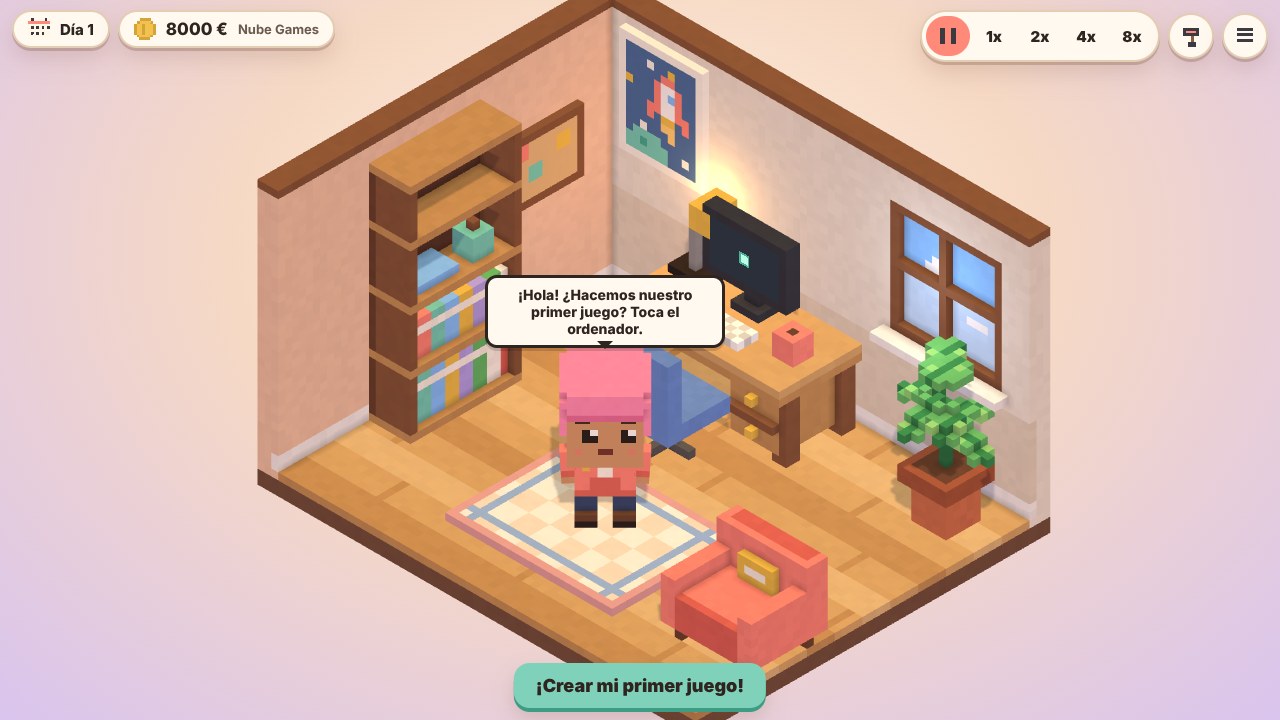 Día 1
8000 € Nube Games
1x 2x 4x 8x
¡Hola! ¿Hacemos nuestro
primer juego? Toca el
ordenador.
¡Crear mi primer juego!